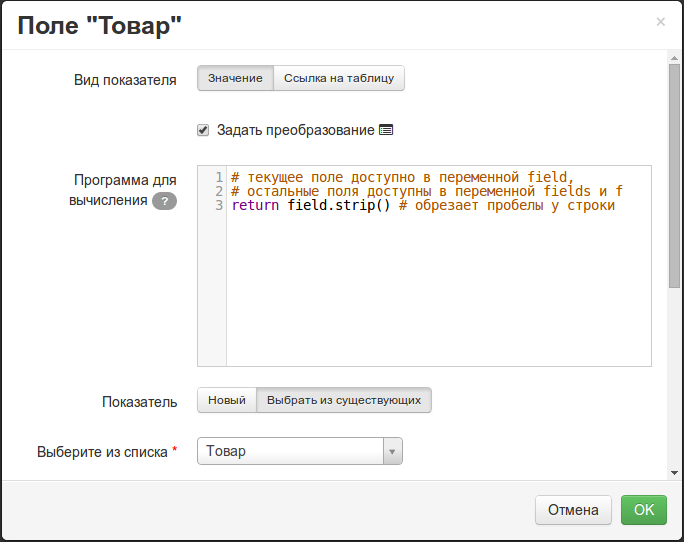 Поле "Товар"
×
Вид показателя
Значение
Ссылка на таблицу
Задать преобразование
Программа для
вычисления ?
1 # текущее поле доступно в переменной field,
2 # остальные поля доступны в переменной fields и f
3 return field.strip() # обрезает пробелы у строки
Показатель
Новый
Выбрать из существующих
Выберите из списка *
Товар
Отмена
OK